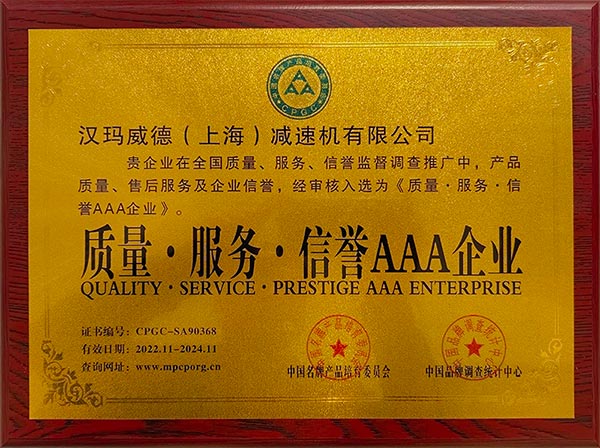 CPGC
汉玛威德（上海）减速机有限公司
贵企业在全国质量、服务、信誉监督调查推广中，产品
质量、售后服务及企业信誉，经审核入选为《质量·服务·信
誉AAA企业》。
质量·服务·信誉AAA企业
QUALITY · SERVICE · PRESTIGE AAA ENTERPRISE
证书编号：CPGC-SA90368
有效日期：2022.11-2024.11
查询网址：www.mpcporg.cn
中国名牌产品培育委员会
中国品牌调查统计中心